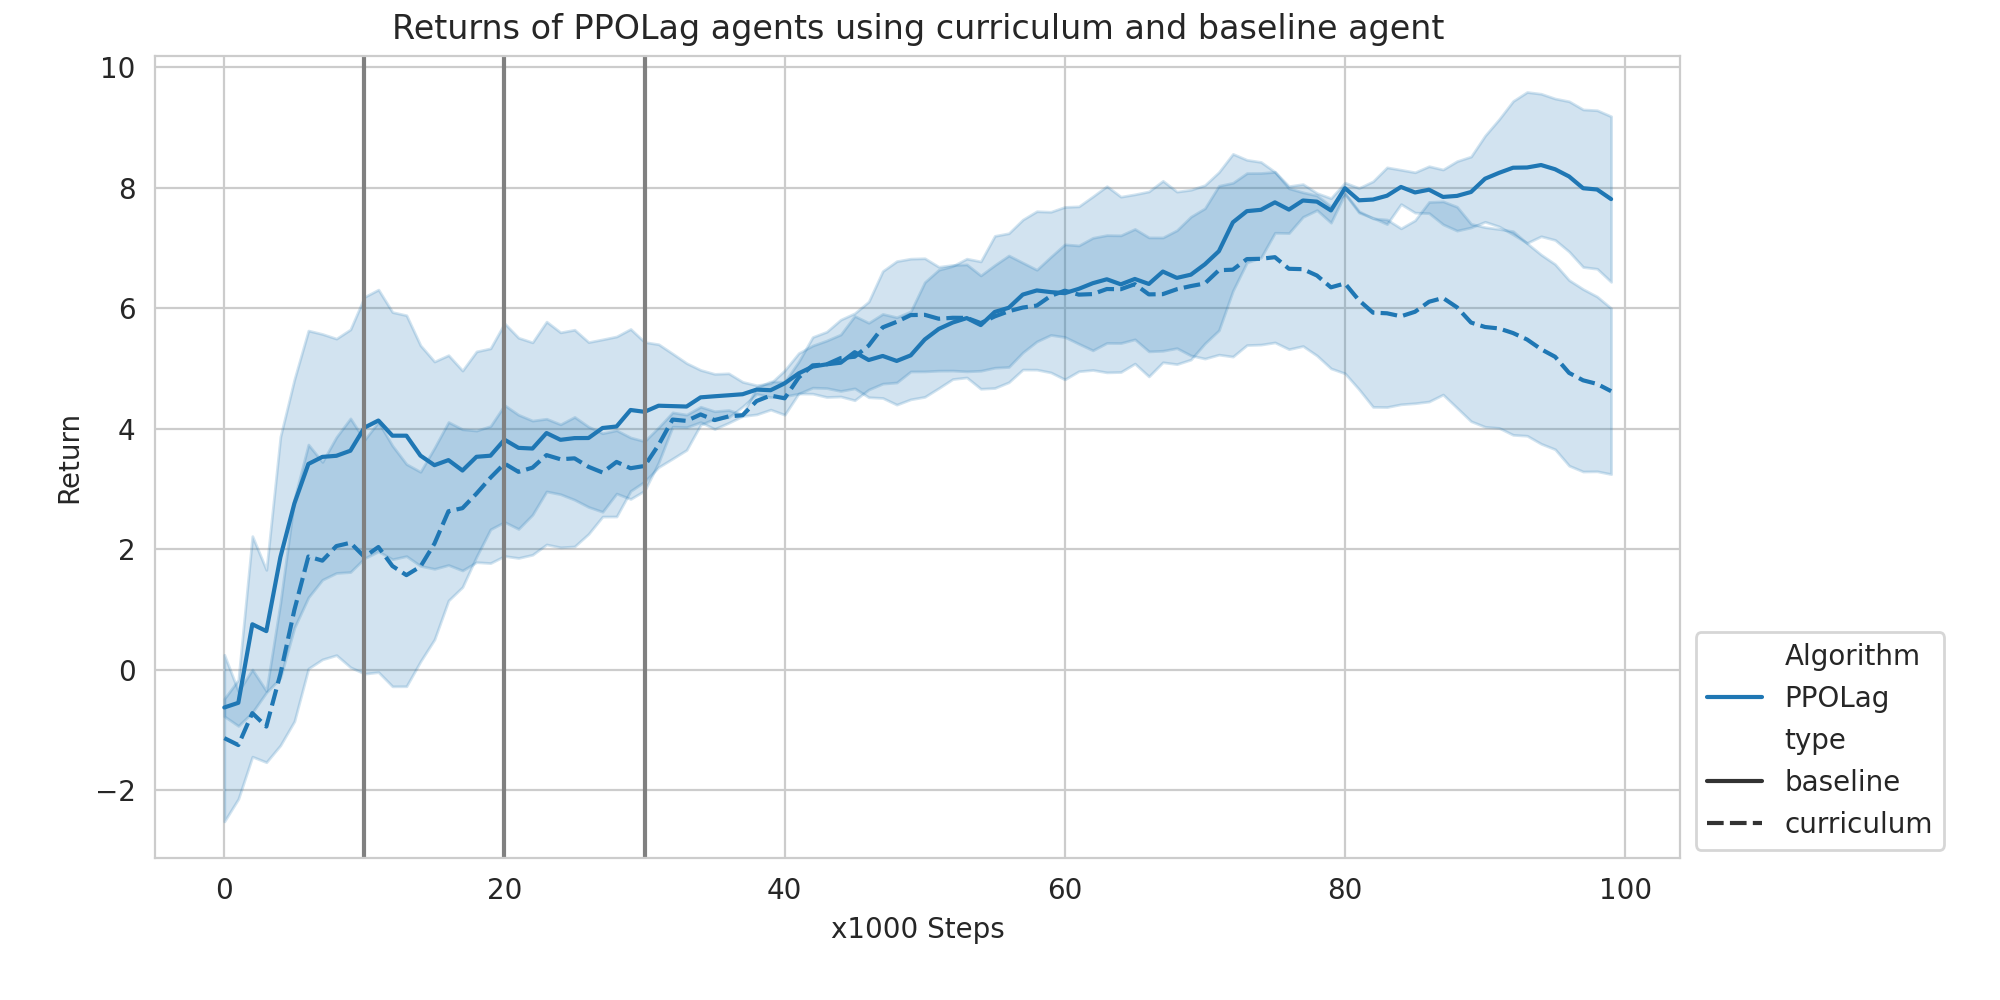 Returns of PPOLag agents using curriculum and baseline agent
10
8
6
4
2
0
−2
Return
0 20 40 60 80 100
x1000 Steps
Algorithm
PPOLag
type
baseline
curriculum